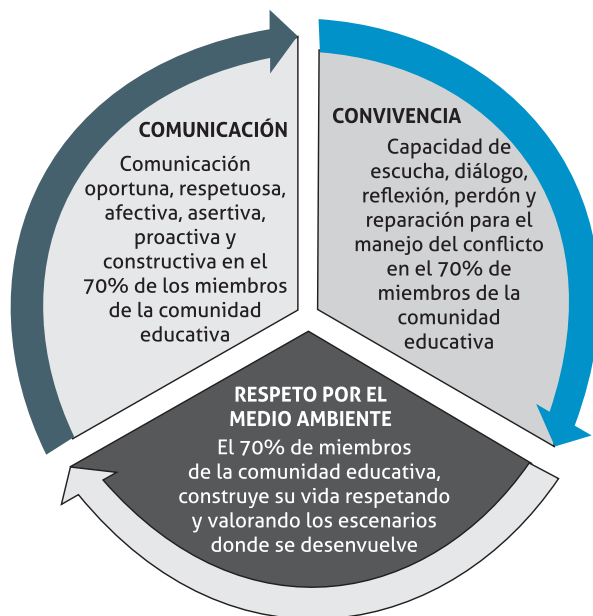 COMUNICACIÓN
Comunicación
oportuna, respetuosa,
afectiva, asertiva,
proactiva y
constructiva en el
70% de los miembros
de la comunidad
educativa
CONVIVENCIA
Capacidad de
escucha, diálogo,
reflexión, perdón y
reparación para el
manejo del conflicto
en el 70% de
miembros de la
comunidad
educativa
RESPETO POR EL
MEDIO AMBIENTE
El 70% de miembros
de la comunidad educativa,
construye su vida respetando
y valorando los escenarios
donde se desenvuelve